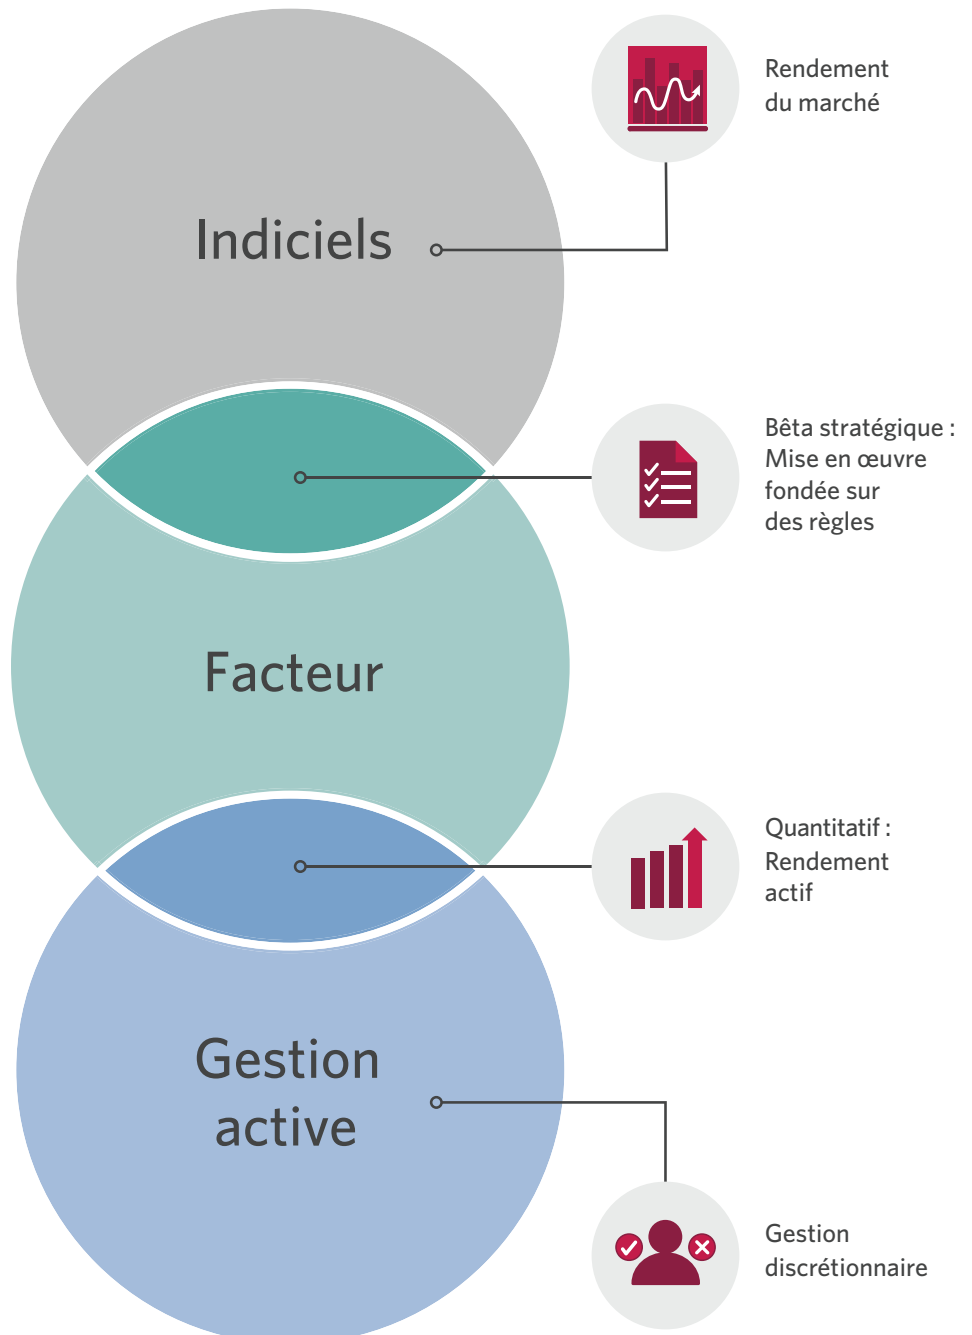 Rendement
du marché
Indiciels
Bêta stratégique :
Mise en œuvre
fondée sur
des règles
Facteur
Quantitatif :
Rendement
actif
Gestion
active
Gestion
discrétionnaire